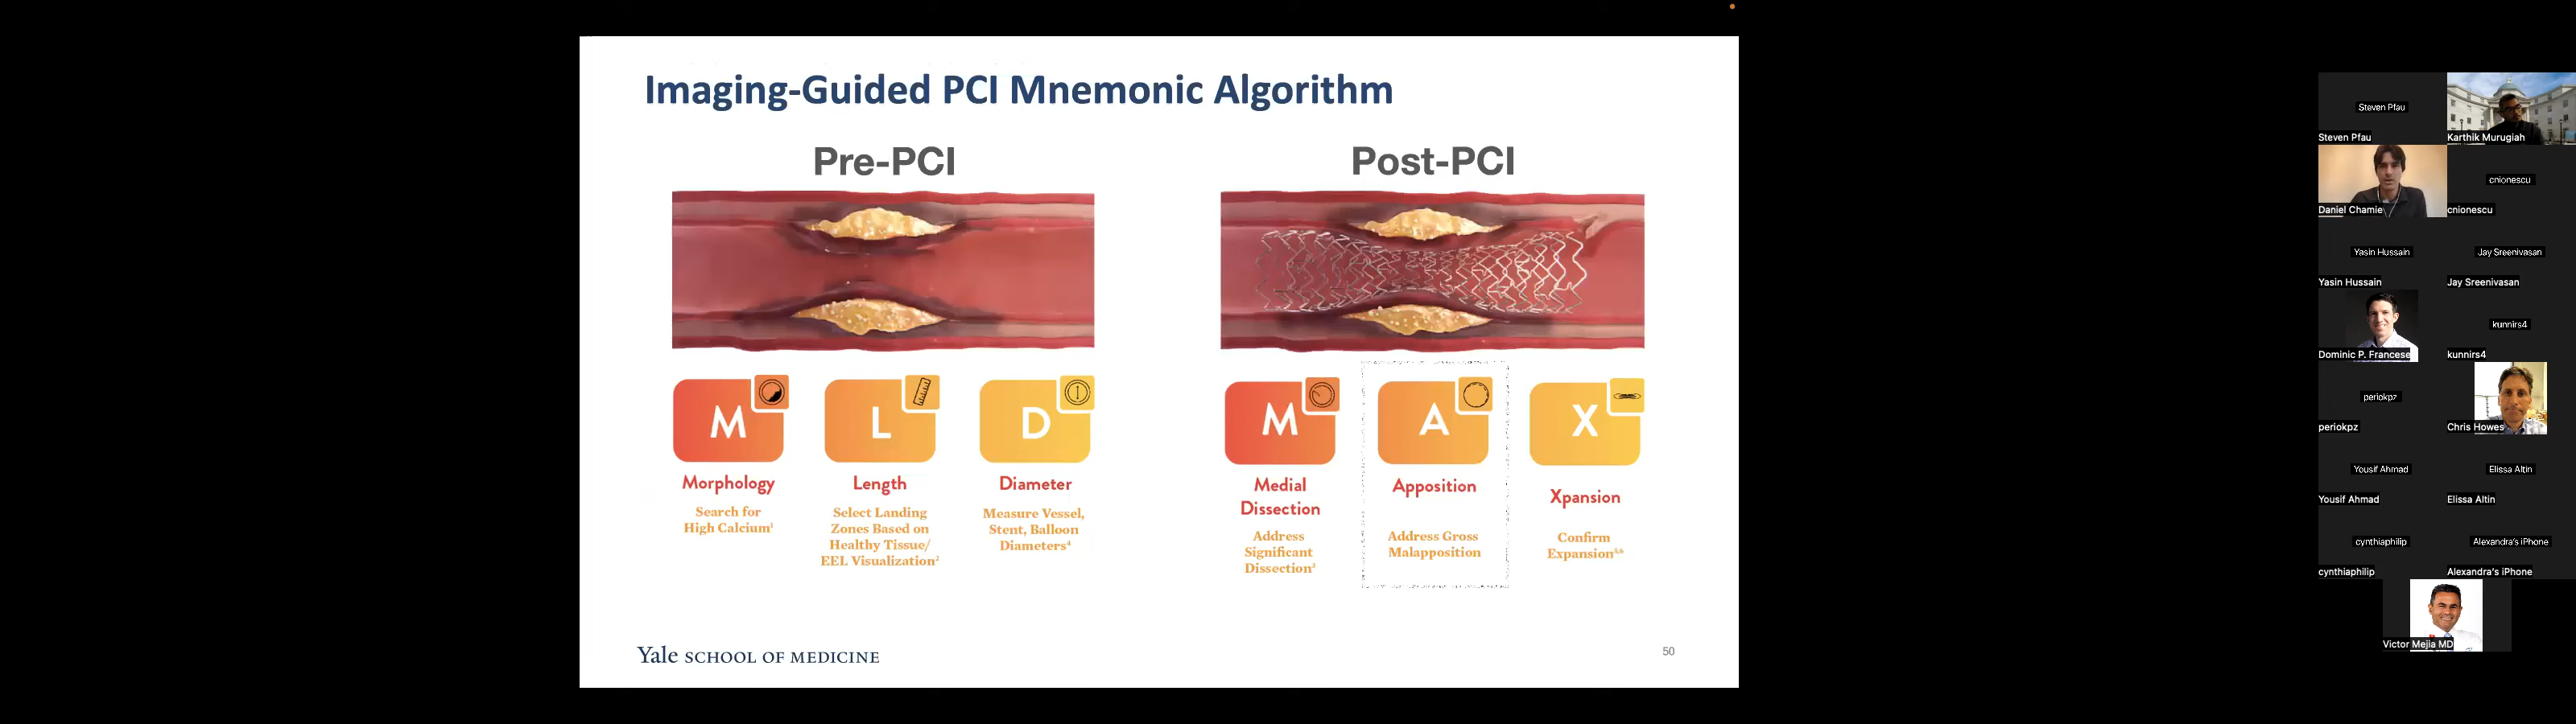 Imaging-Guided PCI Mnemonic Algorithm
Pre-PCI
M
Morphology
Search for
High Calcium¹
L
Length
Select Landing
Zones Based on
Healthy Tissue/
EEL Visualization²
D
Diameter
Measure Vessel,
Stent, Balloon
Diameters⁴
Post-PCI
M
Medial
Dissection
Address
Significant
Dissection³
A
Apposition
Address Gross
Malapposition
X
Xpansion
Confirm
Expansion⁵,⁶
Yale SCHOOL OF MEDICINE
50
Steven Pfau
Steven Pfau
Karthik Murugiah
Daniel Chamie
cnionescu
cnionescu
Yasin Hussain
Yasin Hussain
Jay Sreenivasan
Jay Sreenivasan
Dominic P. Francese
kunnirs4
kunnirs4
periokpz
periokpz
Chris Howes
Yousif Ahmad
Yousif Ahmad
Elissa Altin
Elissa Altin
cynthiaphilip
cynthiaphilip
Alexandra's iPhone
Alexandra's iPhone
Victor Mejia MD